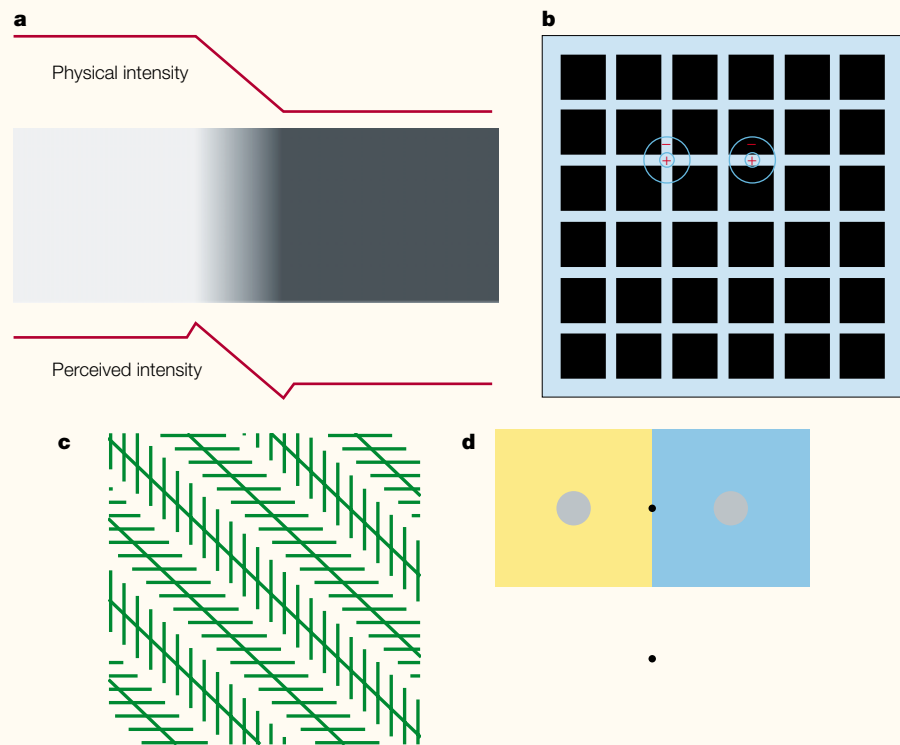 a
Physical intensity
Perceived intensity
b
− −
+ +
c
d